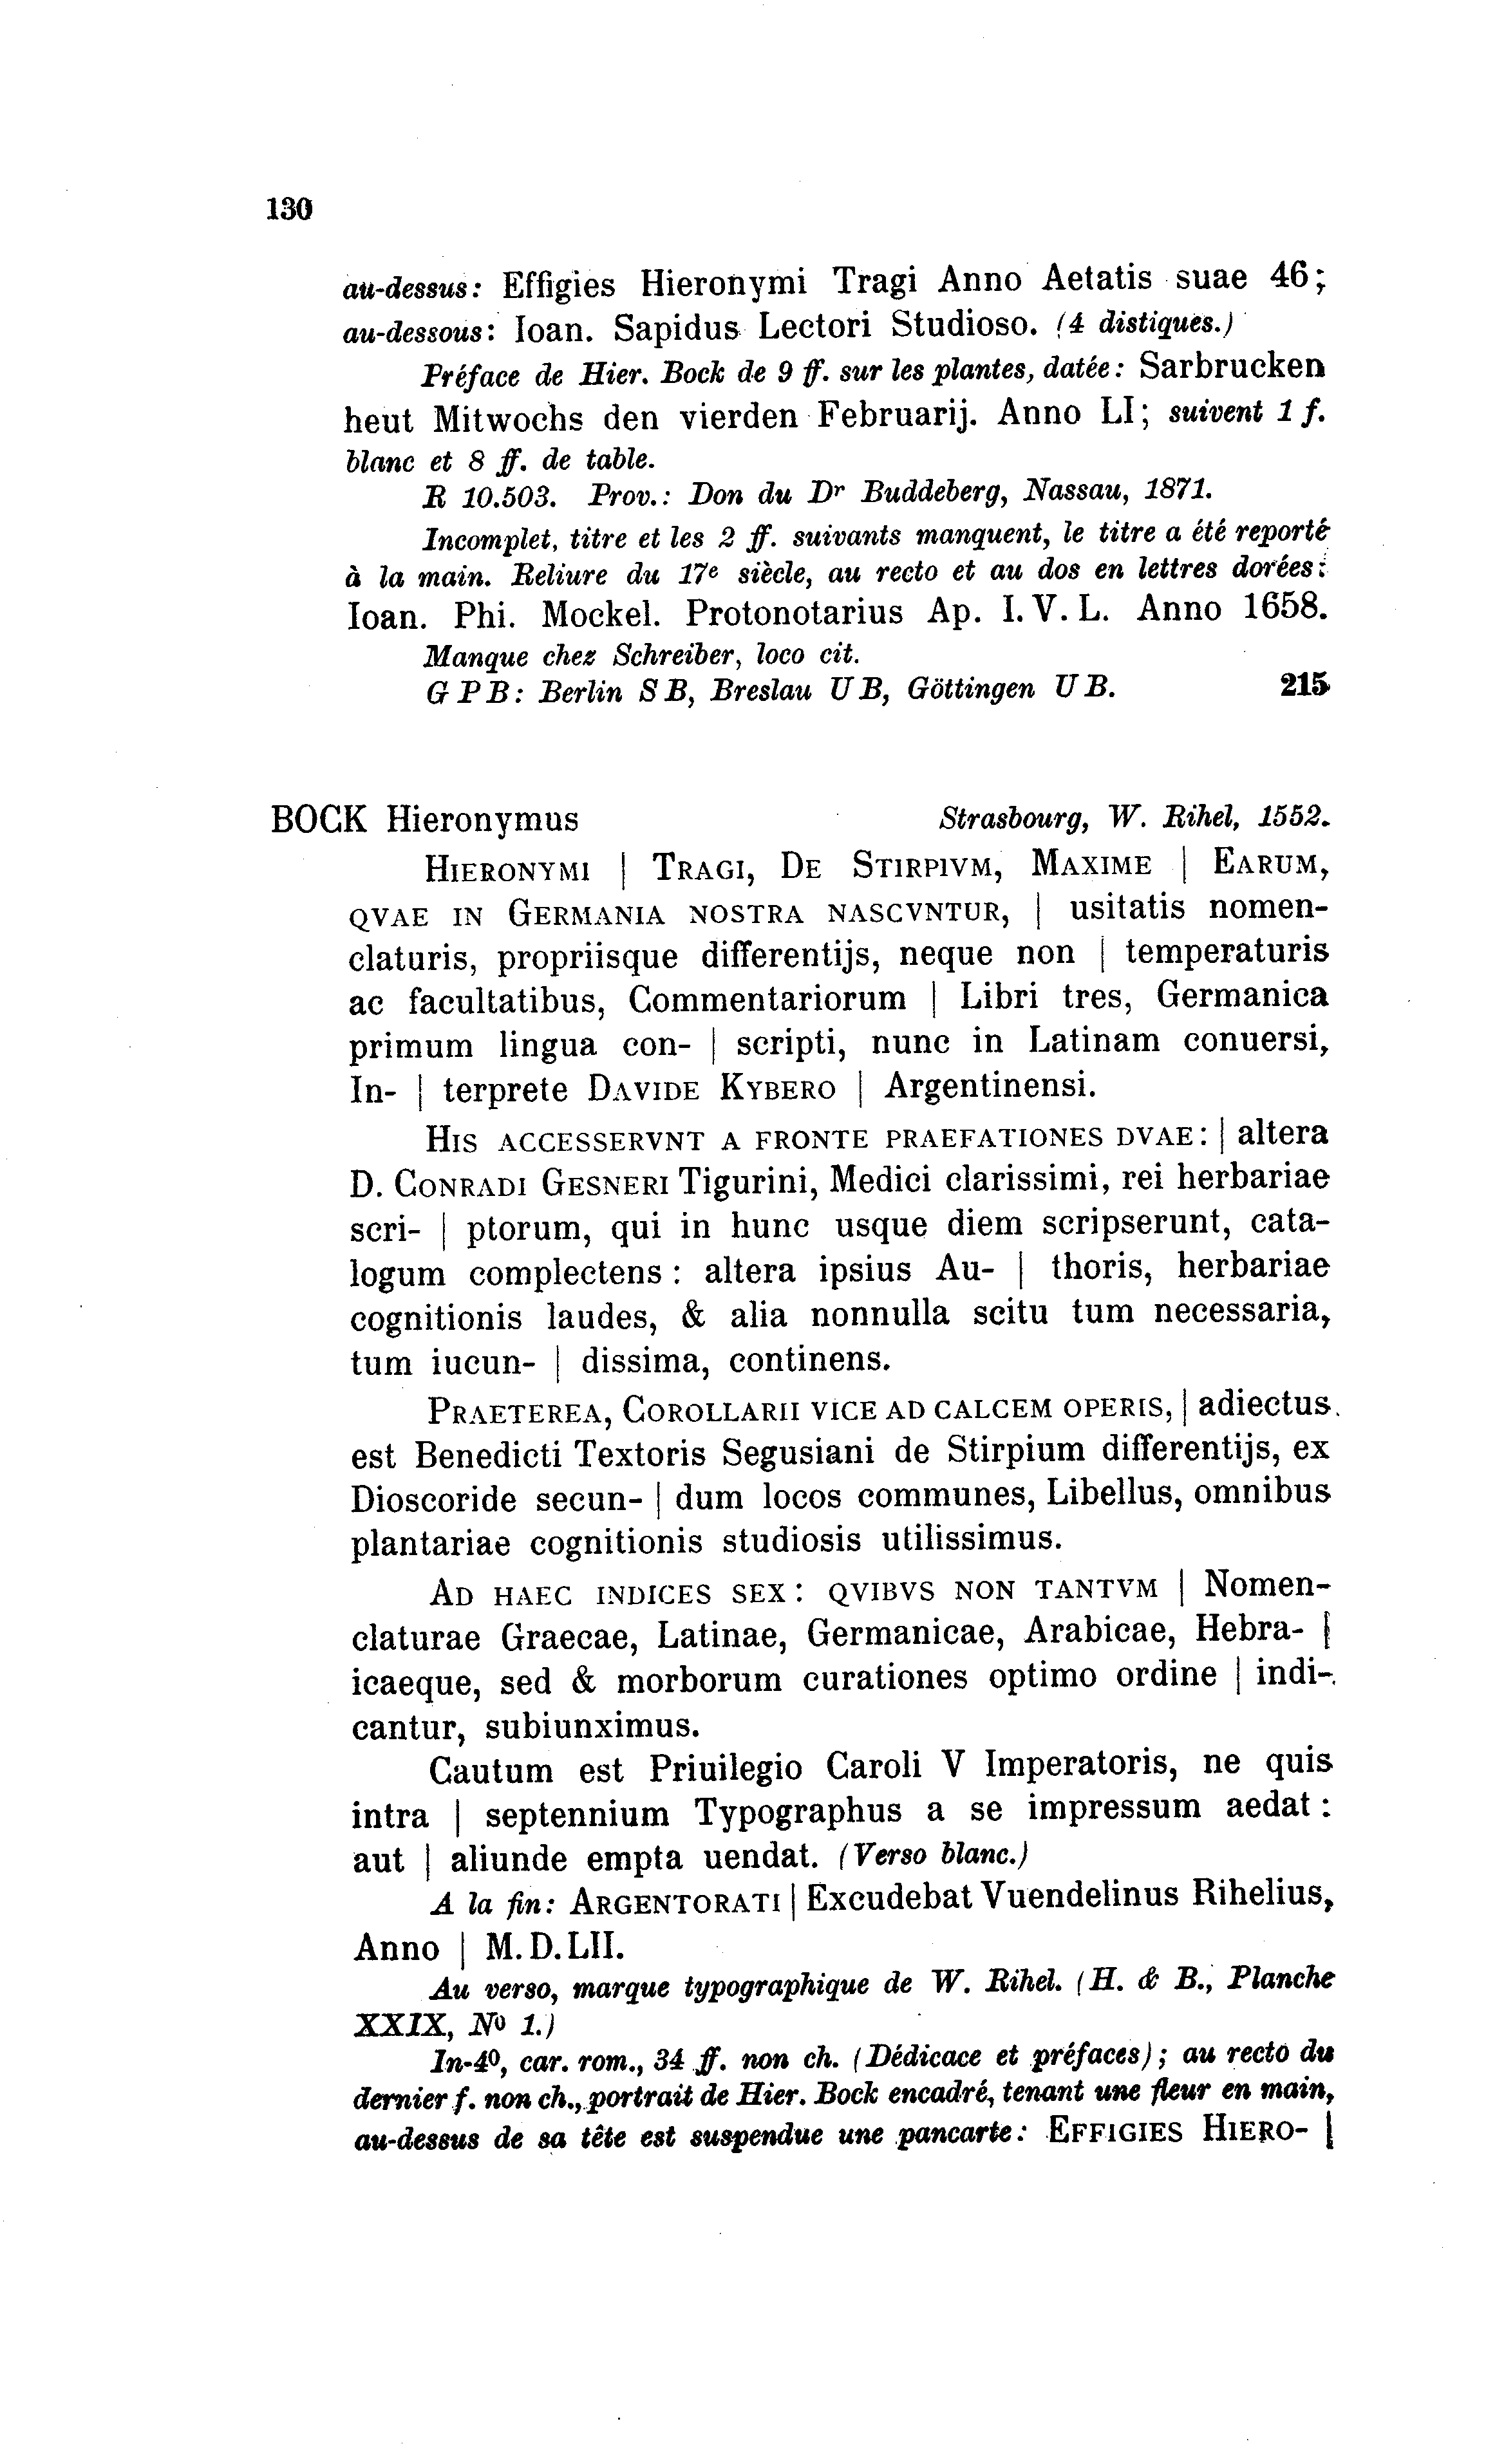 130
au-dessus: Effigies Hieronymi Tragi Anno Aetatis suae 46;
au-dessous: Ioan. Sapidus Lectori Studioso. (4 distiques.)
Préface de Hier. Bock de 9 ff. sur les plantes, datée: Sarbrucken
heut Mitwochs den vierden Februarij. Anno LI; suivent 1 f.
blanc et 8 ff. de table.
R 10.503. Prov.: Don du Dr Buddeberg, Nassau, 1871.
Incomplet, titre et les 2 ff. suivants manquent, le titre a été reporté
à la main. Reliure du 17e siècle, au recto et au dos en lettres dorées:
Ioan. Phi. Mockel. Protonotarius Ap. I. V. L. Anno 1658.
Manque chez Schreiber, loco cit.
G P B: Berlin S B, Breslau U B, Göttingen U B. 215
BOCK Hieronymus Strasbourg, W. Rihel, 1552.
HIERONYMI | TRAGI, DE STIRPIVM, MAXIME | EARUM,
QVAE IN GERMANIA NOSTRA NASCVNTUR, | usitatis nomen-
claturis, propriisque differentijs, neque non | temperaturis
ac facultatibus, Commentariorum | Libri tres, Germanica
primum lingua con- | scripti, nunc in Latinam conuersi,
In- | terprete DAVIDE KYBERO | Argentinensi.
HIS ACCESSERVNT A FRONTE PRAEFATIONES DVAE: | altera
D. CONRADI GESNERI Tigurini, Medici clarissimi, rei herbariae
scri- | ptorum, qui in hunc usque diem scripserunt, cata-
logum complectens : altera ipsius Au- | thoris, herbariae
cognitionis laudes, & alia nonnulla scitu tum necessaria,
tum iucun- | dissima, continens.
PRAETEREA, COROLLARII VICE AD CALCEM OPERIS, | adiectus
est Benedicti Textoris Segusiani de Stirpium differentijs, ex
Dioscoride secun- | dum locos communes, Libellus, omnibus
plantariae cognitionis studiosis utilissimus.
AD HAEC INDICES SEX: QVIBVS NON TANTVM | Nomen-
claturae Graecae, Latinae, Germanicae, Arabicae, Hebra- |
icaeque, sed & morborum curationes optimo ordine | indi-
cantur, subiunximus.
Cautum est Priuilegio Caroli V Imperatoris, ne quis
intra | septennium Typographus a se impressum aedat :
aut | aliunde empta uendat. (Verso blanc.)
A la fin: ARGENTORATI | Excudebat Vuendelinus Rihelius,
Anno | M. D. LII.
Au verso, marque typographique de W. Rihel. (H. & B., Planche
XXIX, No 1.)
In-4o, car. rom., 34 ff. non ch. (Dédicace et préfaces); au recto du
dernier f. non ch., portrait de Hier. Bock encadré, tenant une fleur en main,
au-dessus de sa tête est suspendue une pancarte: EFFIGIES HIERO- |